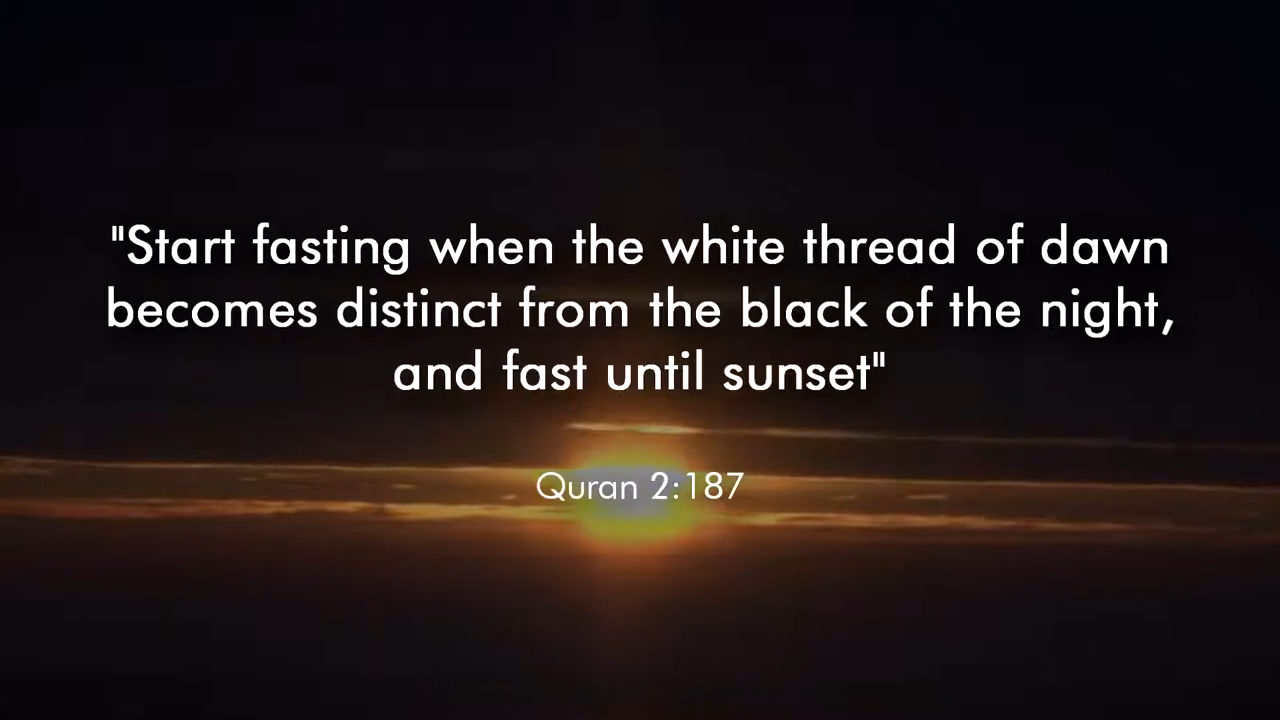 "Start fasting when the white thread of dawn
becomes distinct from the black of the night,
and fast until sunset"
Quran 2:187